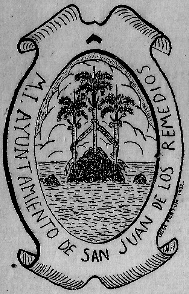 M.I. AYUNTAMIENTO DE SAN JUAN DE LOS REMEDIOS